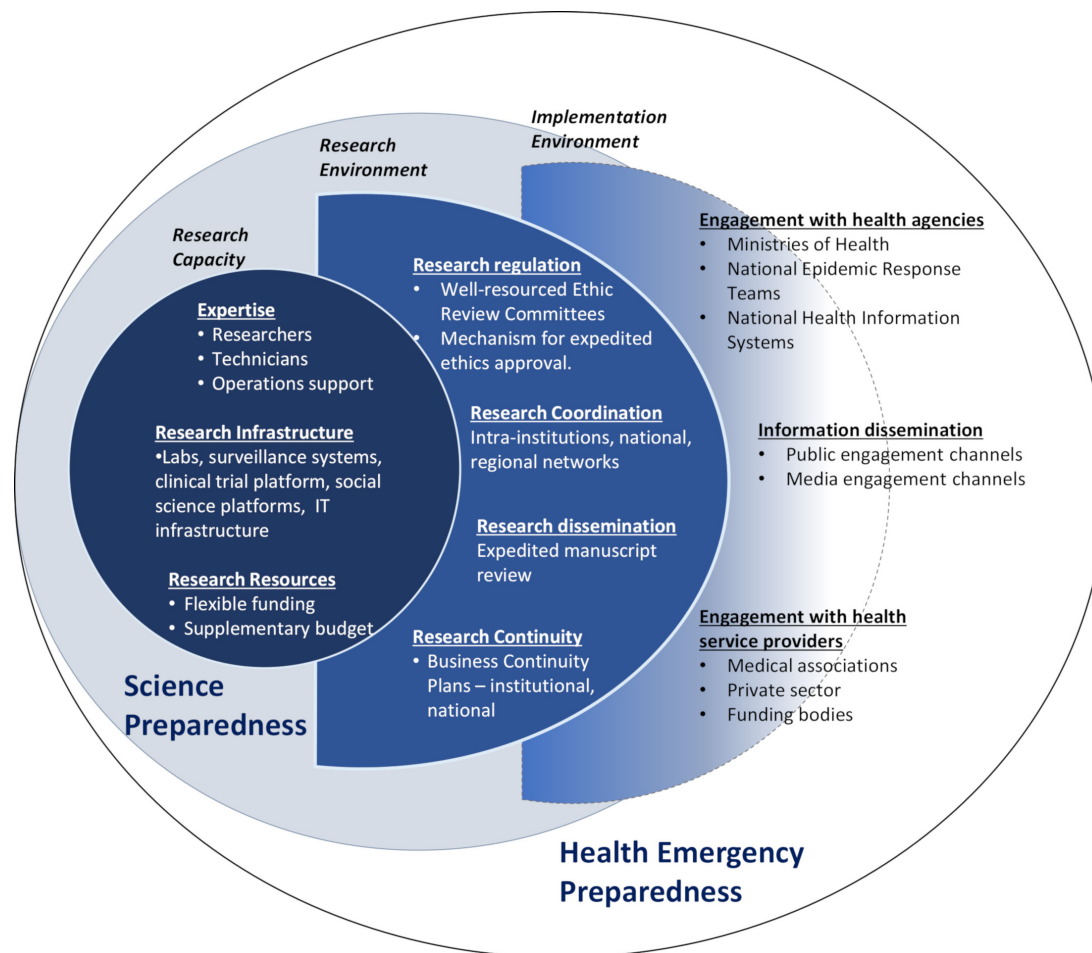 Implementation
Environment
Research
Environment
Research
Capacity
Expertise
• Researchers
• Technicians
• Operations support
Research Infrastructure
•Labs, surveillance systems,
clinical trial platform, social
science platforms, IT
infrastructure
Research Resources
• Flexible funding
• Supplementary budget
Research regulation
• Well-resourced Ethic
Review Committees
• Mechanism for expedited
ethics approval.
Research Coordination
Intra-institutions, national,
regional networks
Research dissemination
Expedited manuscript
review
Research Continuity
• Business Continuity
Plans – institutional,
national
Engagement with health agencies
• Ministries of Health
• National Epidemic Response
Teams
• National Health Information
Systems
Information dissemination
• Public engagement channels
• Media engagement channels
Engagement with health
service providers
• Medical associations
• Private sector
• Funding bodies
Science
Preparedness
Health Emergency
Preparedness